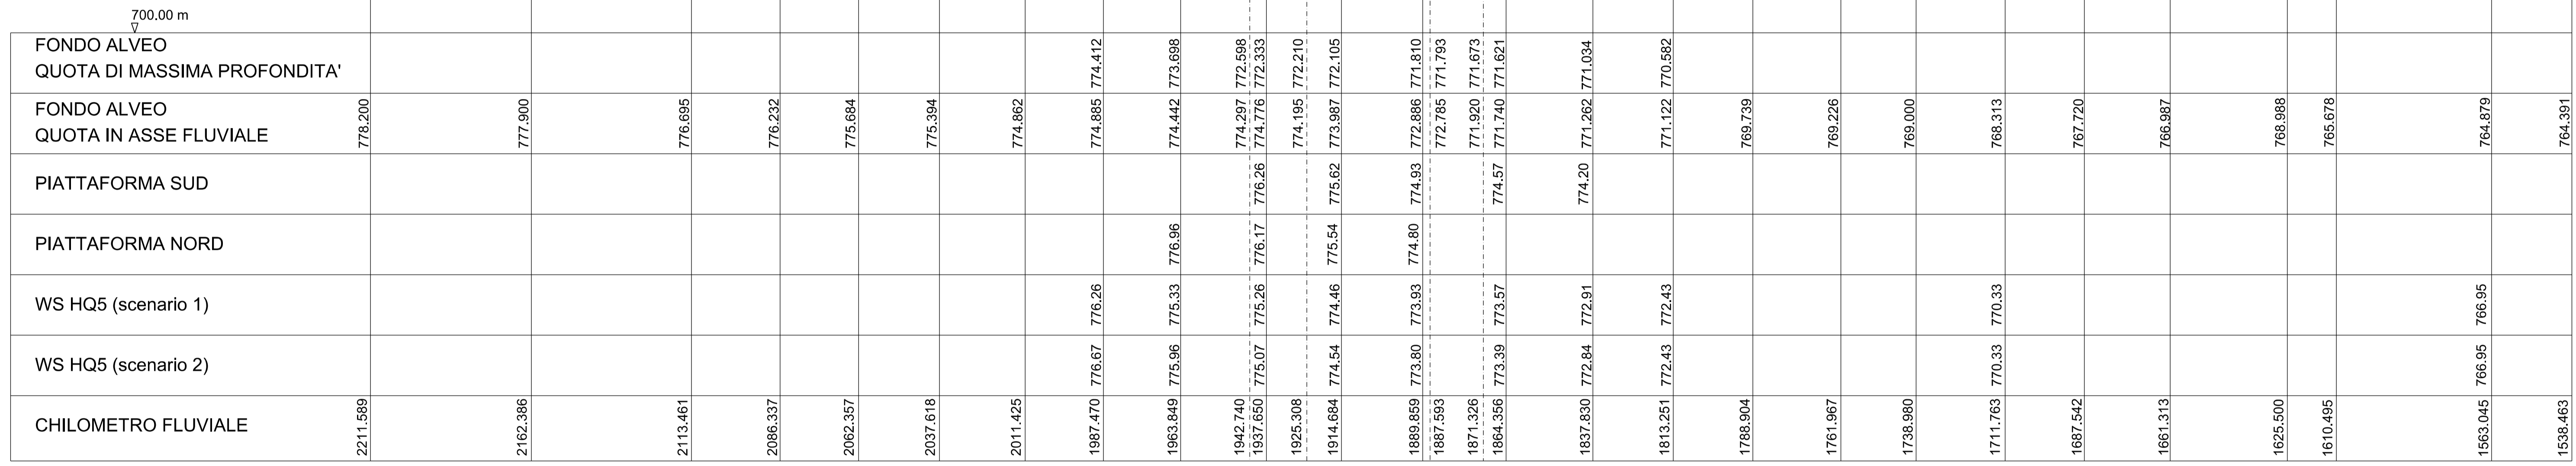 700.00 m
FONDO ALVEO
QUOTA DI MASSIMA PROFONDITA'
774.412 773.698 772.598 772.333 772.210 772.105 771.810 771.793 771.673 771.621 771.034 770.582
FONDO ALVEO
QUOTA IN ASSE FLUVIALE
778.200 777.900 776.695 776.232 775.684 775.394 774.862 774.885 774.442 774.297 774.776 774.195 773.987 772.886 772.785 771.920 771.740 771.262 771.122 769.739 769.226 769.000 768.313 767.720 766.987 768.988 765.678 764.879 764.391
PIATTAFORMA SUD
776.26 775.62 774.93 774.57 774.20
PIATTAFORMA NORD
776.96 776.17 775.54 774.80
WS HQ5 (scenario 1)
776.26 775.33 775.26 774.46 773.93 773.57 772.91 772.43 770.33 766.95
WS HQ5 (scenario 2)
776.67 775.96 775.07 774.54 773.80 773.39 772.84 772.43 770.33 766.95
CHILOMETRO FLUVIALE
2211.589 2162.386 2113.461 2086.337 2062.357 2037.618 2011.425 1987.470 1963.849 1942.740 1937.650 1925.308 1914.684 1889.859 1887.593 1871.326 1864.356 1837.830 1813.251 1788.904 1761.967 1738.980 1711.763 1687.542 1661.313 1625.500 1610.495 1563.045 1538.463